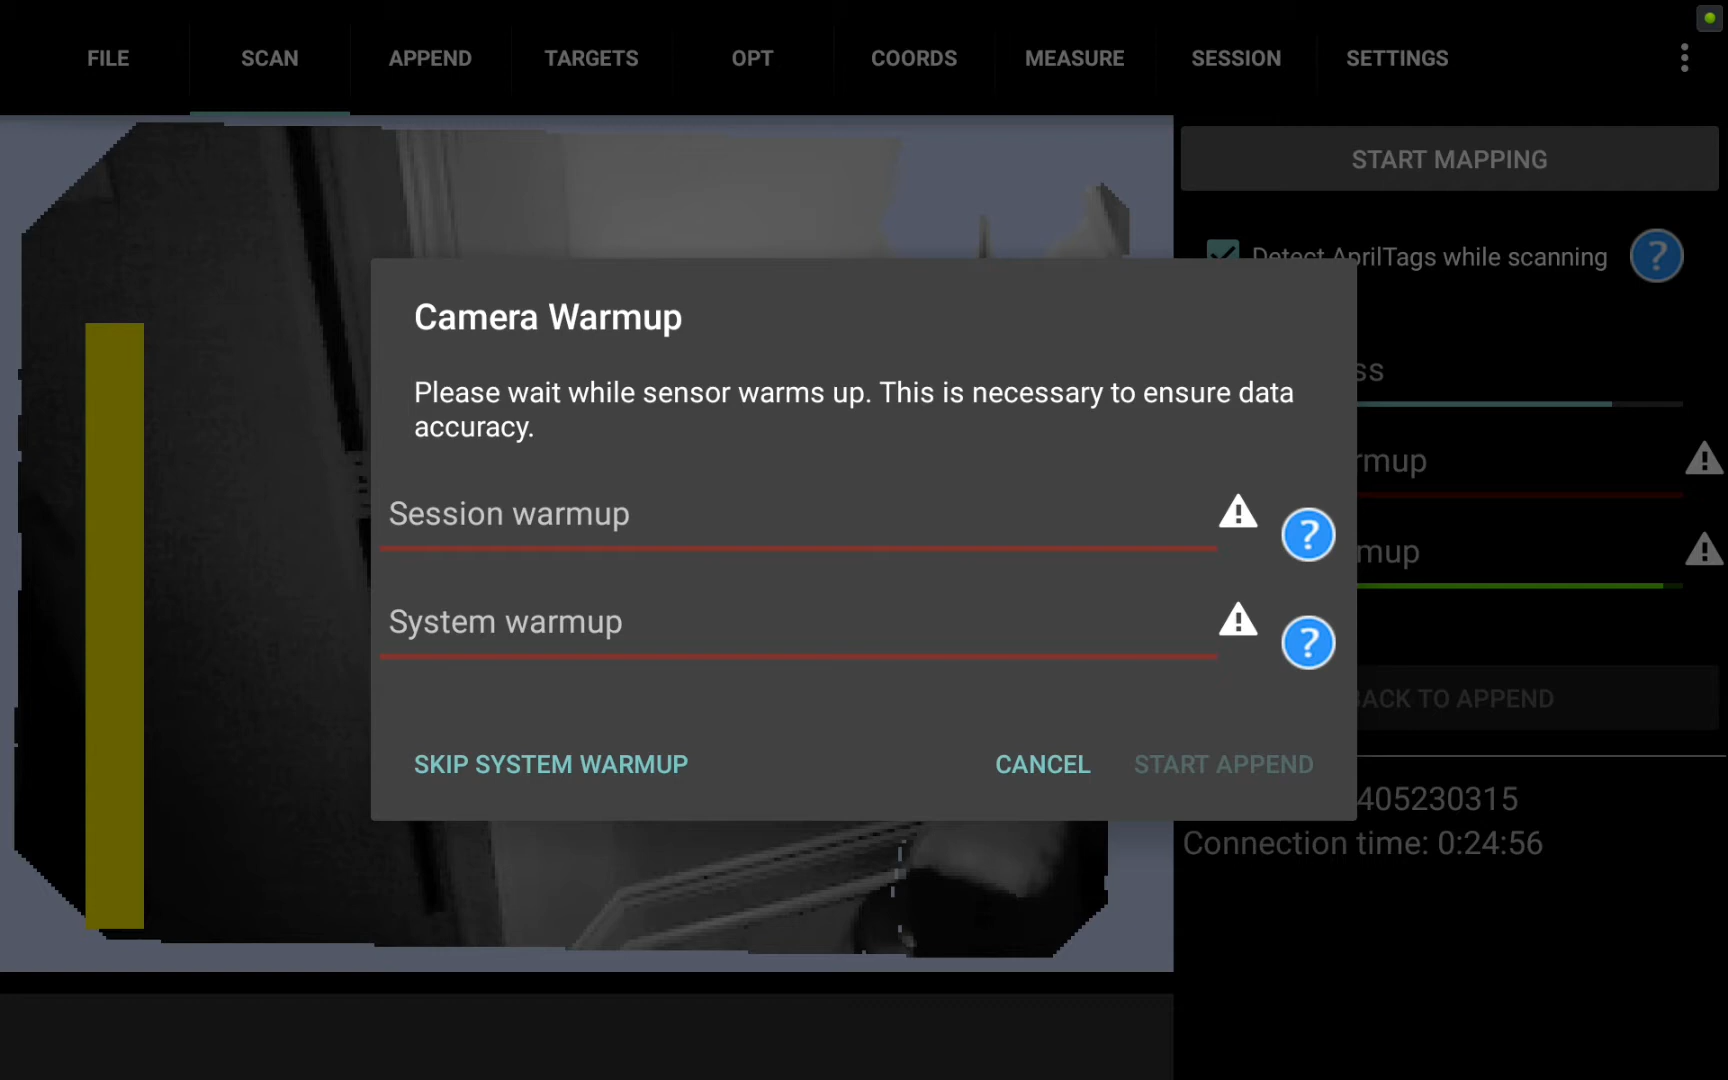 FILE
SCAN
APPEND
TARGETS
OPT
COORDS
MEASURE
SESSION
SETTINGS
START MAPPING
Detect AprilTags while scanning
?
Camera Warmup
Please wait while sensor warms up. This is necessary to ensure data
accuracy.
ss
rmup
mup
Session warmup
?
System warmup
?
BACK TO APPEND
SKIP SYSTEM WARMUP
CANCEL
START APPEND
405230315
Connection time: 0:24:56